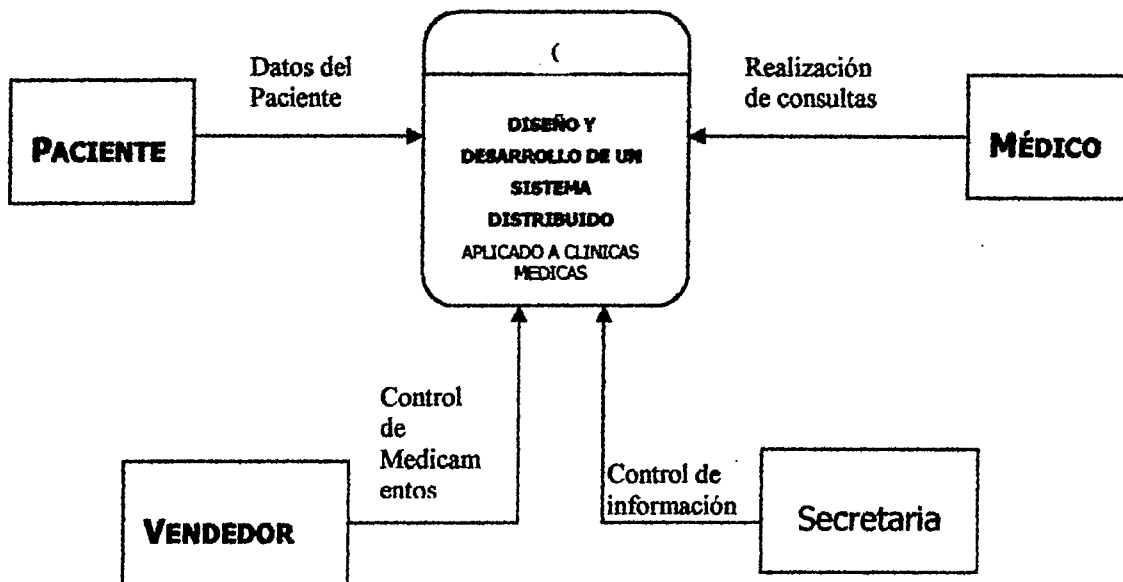 Datos del
Paciente
PACIENTE
(
DISEÑO Y
DESARROLLO DE UN
SISTEMA
DISTRIBUIDO
APLICADO A CLINICAS
MEDICAS
Realización
de consultas
MÉDICO
Control
de
Medicam
entos
VENDEDOR
Control de
información
Secretaria